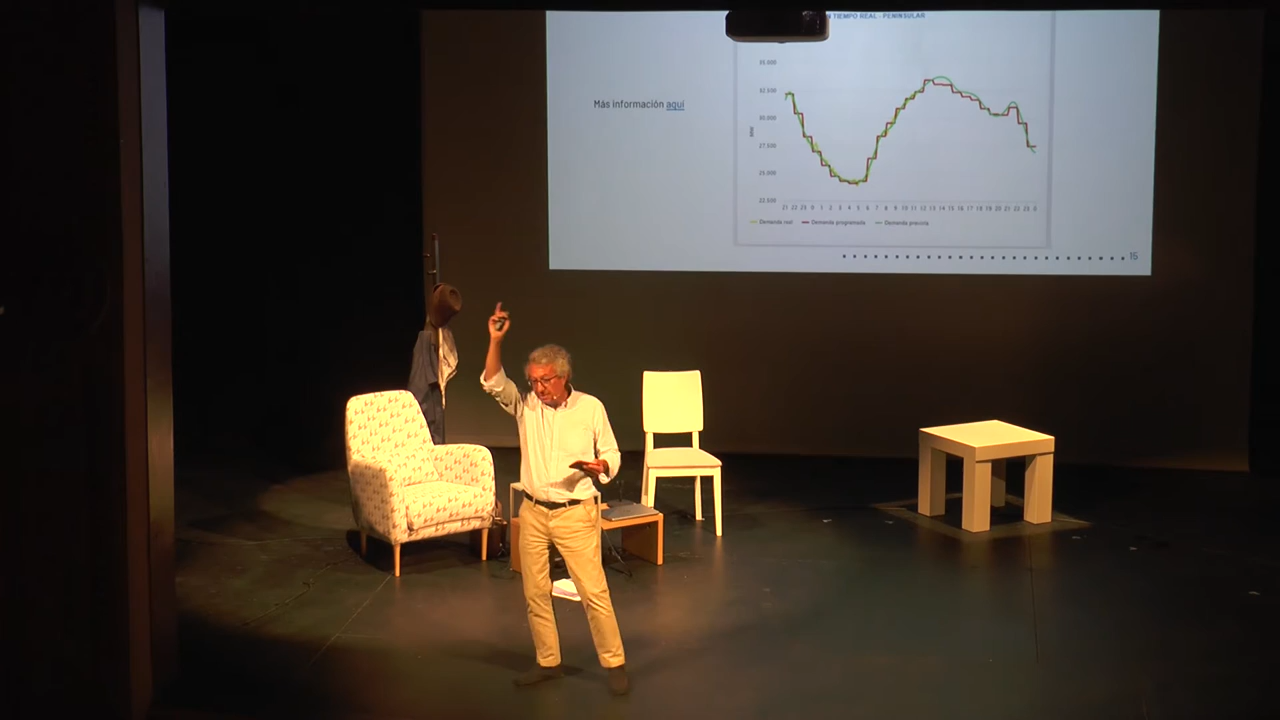 N TIEMPO REAL - PENINSULAR
Más información aquí
35.000
32.500
30.000
27.500
25.000
22.500
MW
21 22 23 0 1 2 3 4 5 6 7 8 9 10 11 12 13 14 15 16 17 18 19 20 21 22 23 0
Demanda real Demanda programada Demanda prevista
15